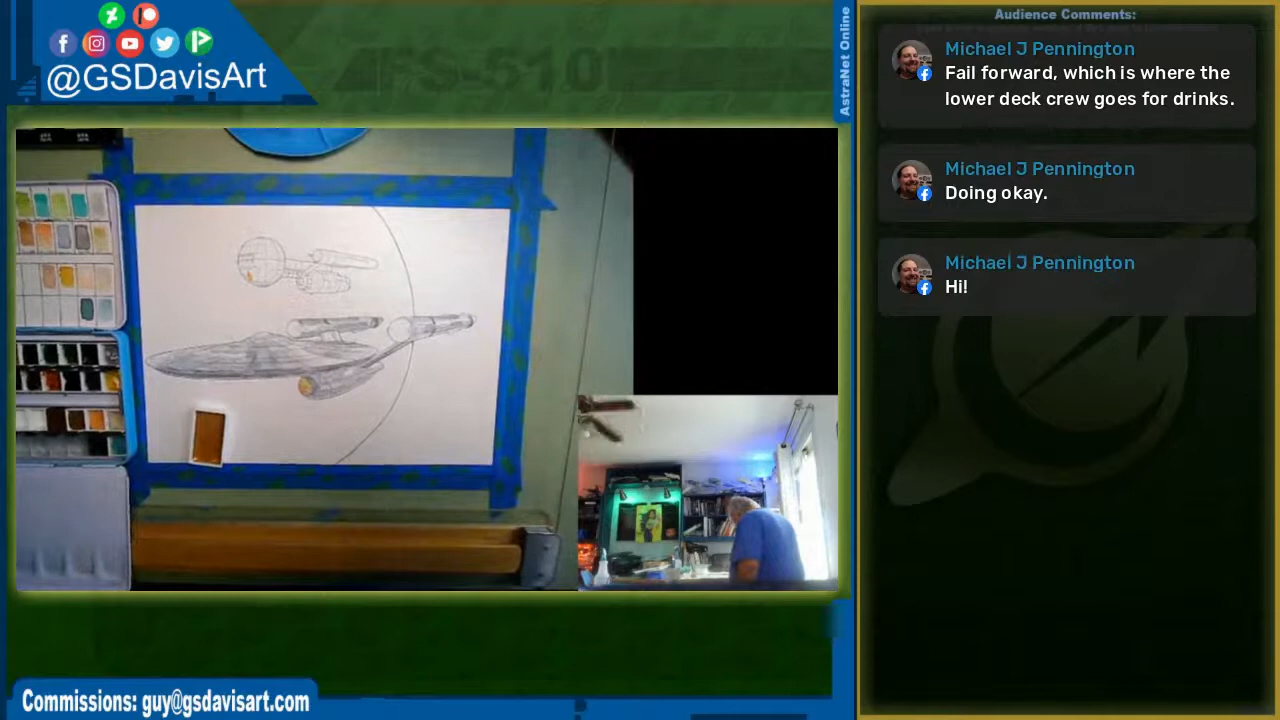 @GSDavisArt
AstraNet Online
Audience Comments:
Michael J Pennington
Fail forward, which is where the
lower deck crew goes for drinks.
Michael J Pennington
Doing okay.
Michael J Pennington
Hi!
Commissions: guy@gsdavisart.com